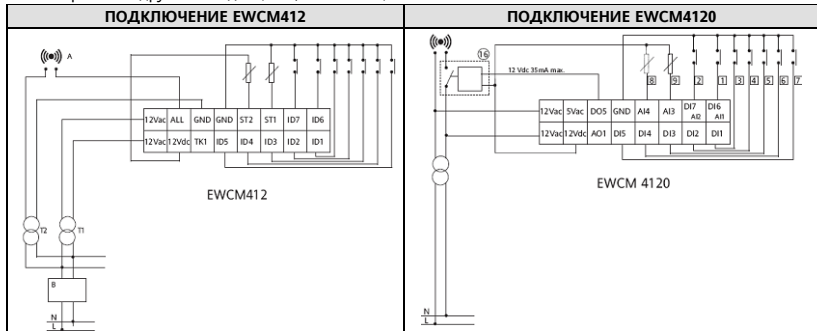 ПОДКЛЮЧЕНИЕ EWCM412
A
12Vac ALL GND GND ST2 ST1 ID7 ID6
12Vac 12Vdc TK1 ID5 ID4 ID3 ID2 ID1
EWCM412
T2 T1
B
N
L
ПОДКЛЮЧЕНИЕ EWCM4120
16
12 Vdc 35mA max.
8 9 2 1 3 4 5 6 7
12Vac 5Vac DO5 GND AI4 AI3 DI7 DI6
AI2 AI1
12Vac 12Vdc AO1 DI5 DI4 DI3 DI2 DI1
EWCM 4120
N
L